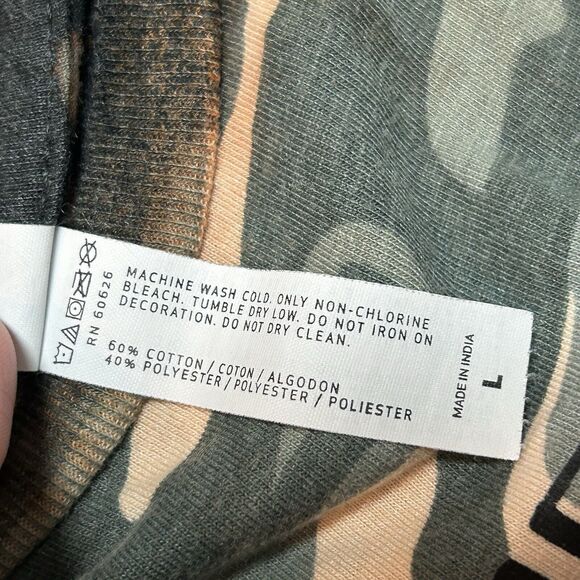 MACHINE WASH COLD. ONLY NON-CHLORINE
BLEACH. TUMBLE DRY LOW. DO NOT IRON ON
DECORATION. DO NOT DRY CLEAN.
60% COTTON / COTON / ALGODON
40% POLYESTER / POLYESTER / POLIESTER
RN 60626
MADE IN INDIA
L